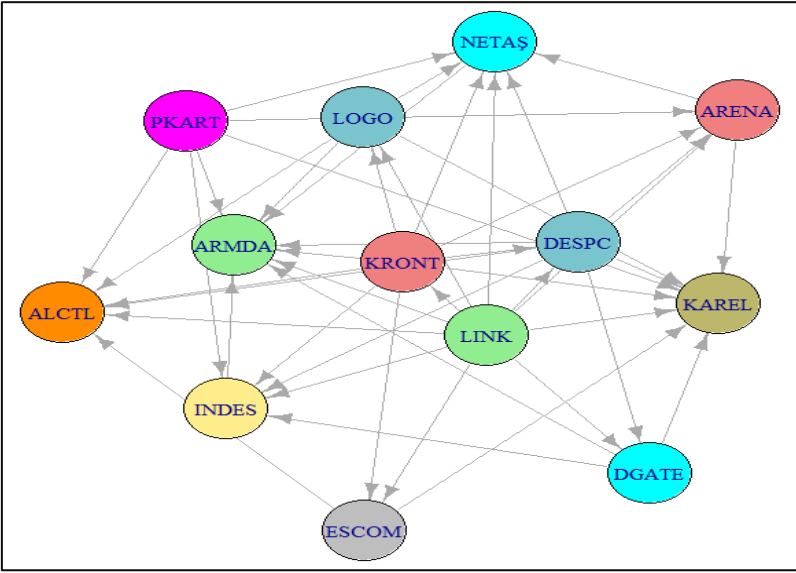 NETAŞ
PKART
LOGO
ARENA
ARMDA
KRONT
DESPC
ALCTL
LINK
KAREL
INDES
DGATE
ESCOM